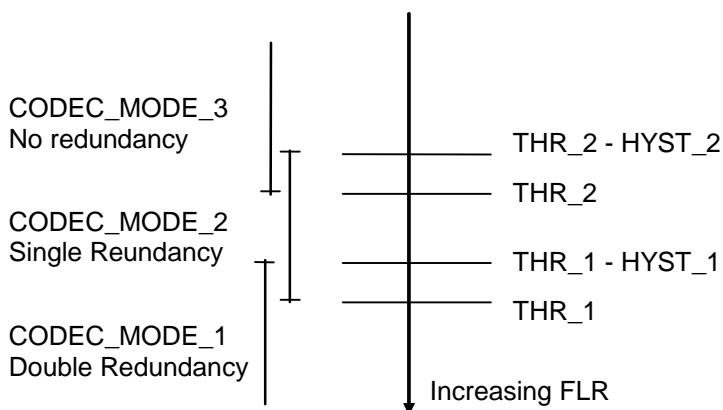 CODEC_MODE_3
No redundancy
THR_2 - HYST_2
THR_2
CODEC_MODE_2
Single Reundancy
THR_1 - HYST_1
THR_1
CODEC_MODE_1
Double Redundancy
Increasing FLR